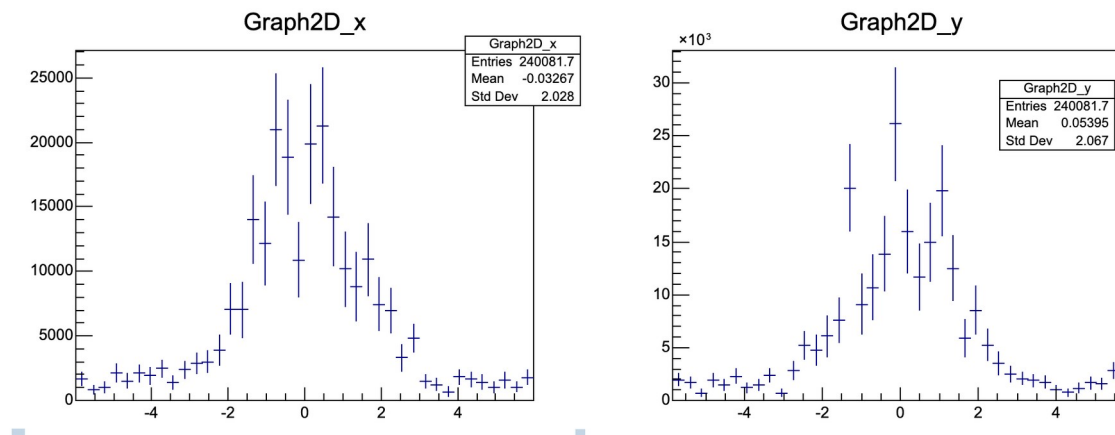 Graph2D_x
Graph2D_x
Entries 240081.7
Mean -0.03267
Std Dev 2.028
25000
20000
15000
10000
5000
0
-4 -2 0 2 4
Graph2D_y
×10³
Graph2D_y
Entries 240081.7
Mean 0.05395
Std Dev 2.067
30
25
20
15
10
5
0
-4 -2 0 2 4